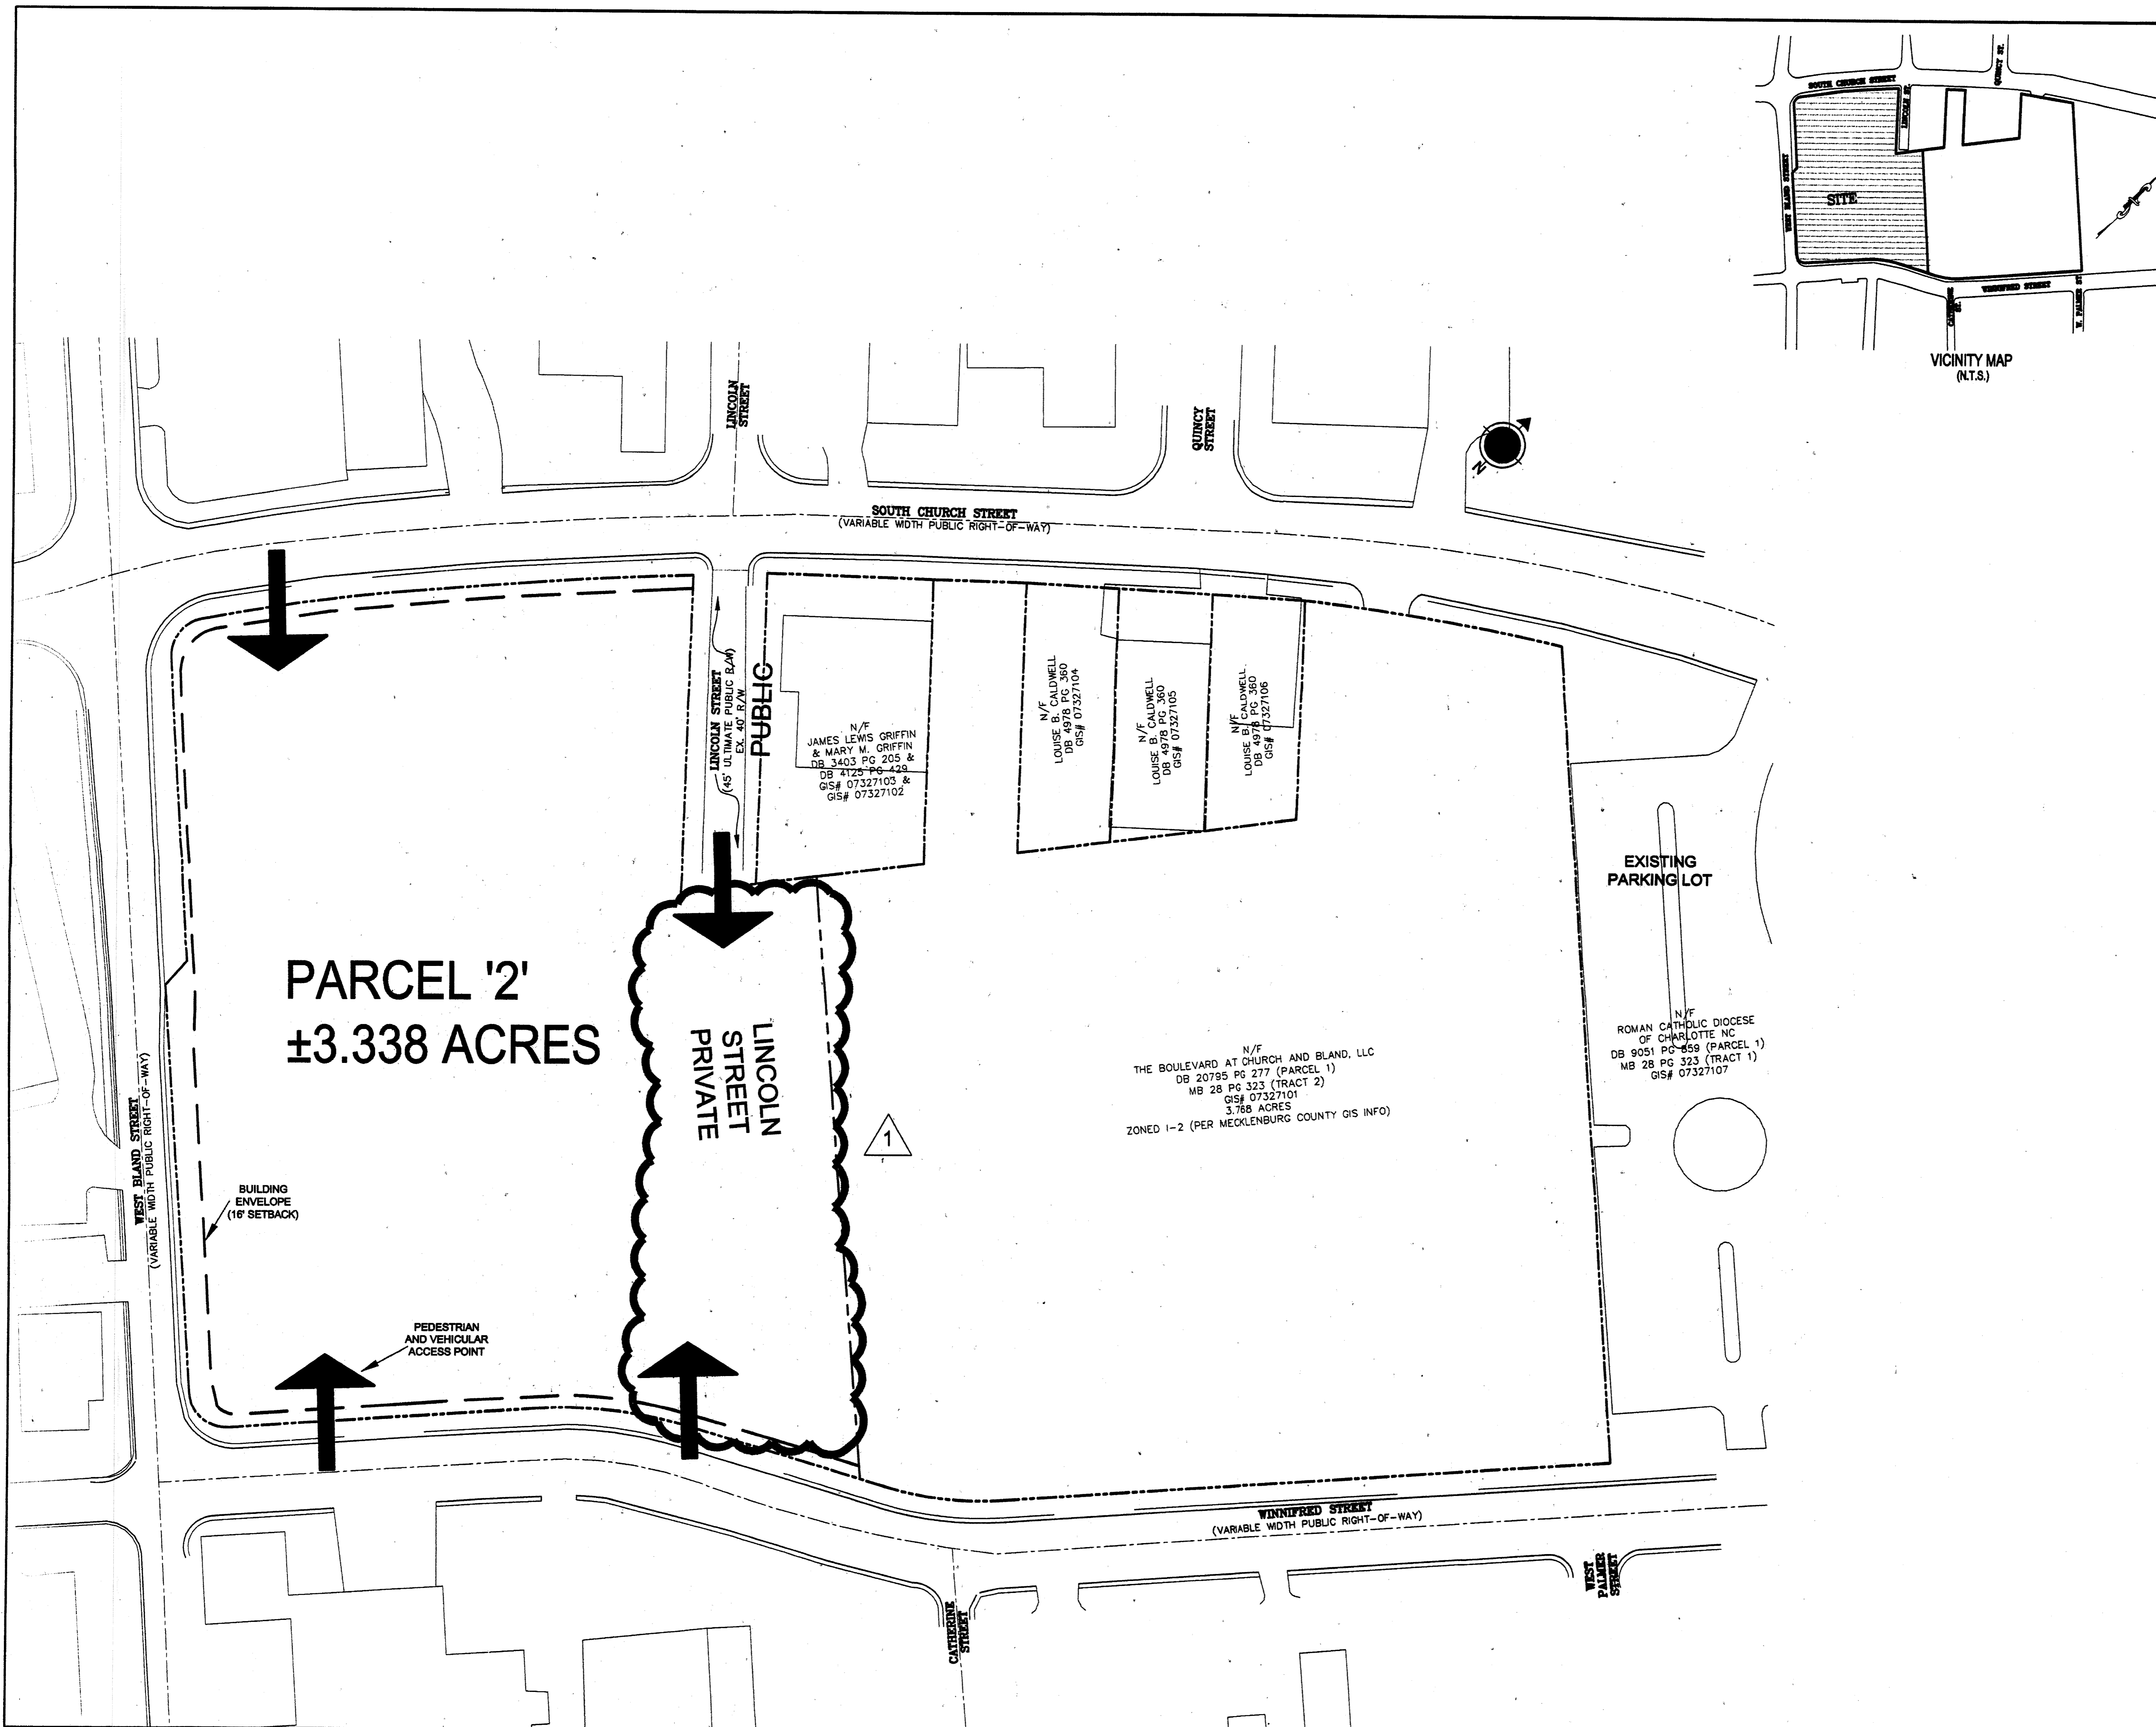 SOUTH CHURCH STREET
QUINCY ST.
LINCOLN ST.
WEST BLAND STREET
SITE
WINNIFRED STREET
CATHERINE
ST.
W. PALMER ST.
VICINITY MAP
(N.T.S.)
LINCOLN
STREET
QUINCY
STREET
N
SOUTH CHURCH STREET
(VARIABLE WIDTH PUBLIC RIGHT-OF-WAY)
LINCOLN STREET
(45' ULTIMATE PUBLIC R/W)
EX. 40' R/W
PUBLIC
N/F
JAMES LEWIS GRIFFIN
& MARY M. GRIFFIN
DB 3403 PG 205 &
DB 4125 PG 429
GIS# 07327103 &
GIS# 07327102
N/F
LOUISE B. CALDWELL
DB 4978 PG 360
GIS# 07327104
N/F
LOUISE B. CALDWELL
DB 4978 PG 360
GIS# 07327105
N/F
LOUISE B. CALDWELL
DB 4978 PG 360
GIS# 07327106
EXISTING
PARKING LOT
PARCEL '2'
±3.338 ACRES
LINCOLN
STREET
PRIVATE
1
N/F
THE BOULEVARD AT CHURCH AND BLAND, LLC
DB 20795 PG 277 (PARCEL 1)
MB 28 PG 323 (TRACT 2)
GIS# 07327101
3.768 ACRES
ZONED I-2 (PER MECKLENBURG COUNTY GIS INFO)
N/F
ROMAN CATHOLIC DIOCESE
OF CHARLOTTE NC
DB 9051 PG 859 (PARCEL 1)
MB 28 PG 323 (TRACT 1)
GIS# 07327107
WEST BLAND STREET
(VARIABLE WIDTH PUBLIC RIGHT-OF-WAY)
BUILDING
ENVELOPE
(16' SETBACK)
PEDESTRIAN
AND VEHICULAR
ACCESS POINT
WINNIFRED STREET
(VARIABLE WIDTH PUBLIC RIGHT-OF-WAY)
WEST
PALMER
STREET
CATHERINE
STREET